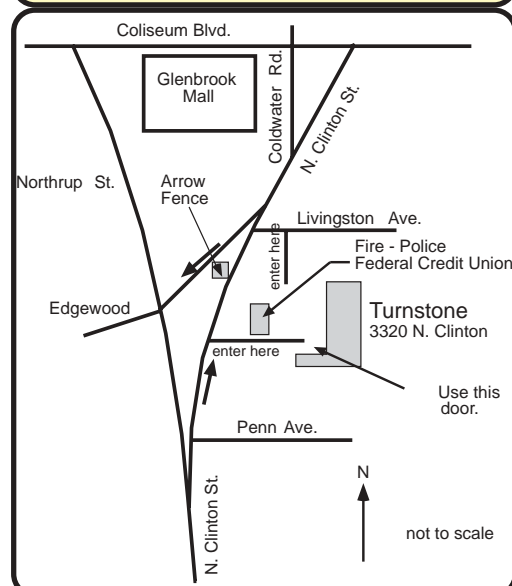 Coliseum Blvd.
Glenbrook
Mall
Coldwater Rd.
N. Clinton St.
Northrup St.
Arrow
Fence
Livingston Ave.
enter here
Fire - Police
Federal Credit Union
Edgewood
Turnstone
3320 N. Clinton
enter here
Use this
door.
Penn Ave.
N. Clinton St.
N
not to scale